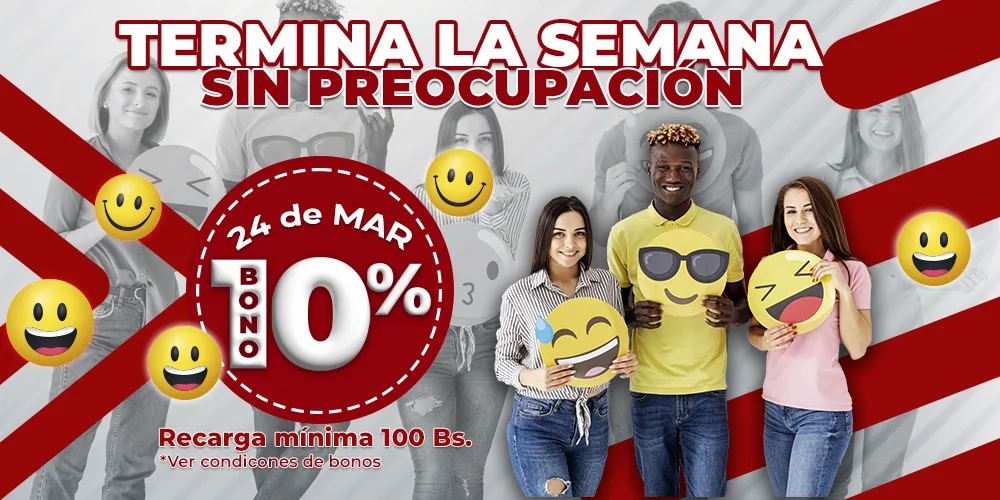 TERMINA LA SEMANA
SIN PREOCUPACIÓN
24 de MAR
BONO
10%
Recarga mínima 100 Bs.
*Ver condicones de bonos